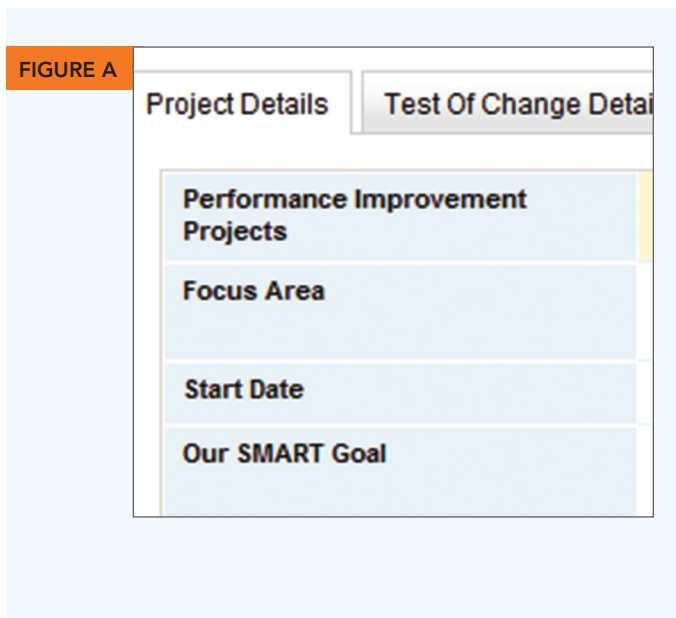 FIGURE A
Project Details
Test Of Change Detai
Performance Improvement
Projects
Focus Area
Start Date
Our SMART Goal